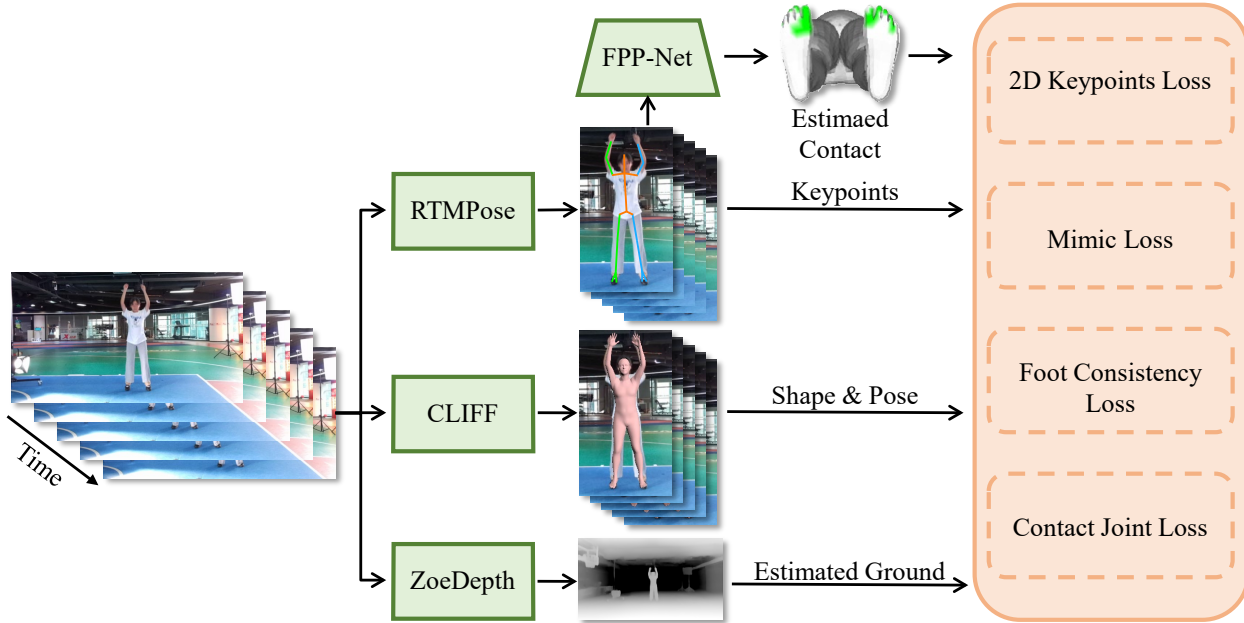 FPP-Net
Estimaed
Contact
2D Keypoints Loss
RTMPose
Keypoints
Mimic Loss
Time
CLIFF
Shape & Pose
Foot Consistency
Loss
ZoeDepth
Estimated Ground
Contact Joint Loss